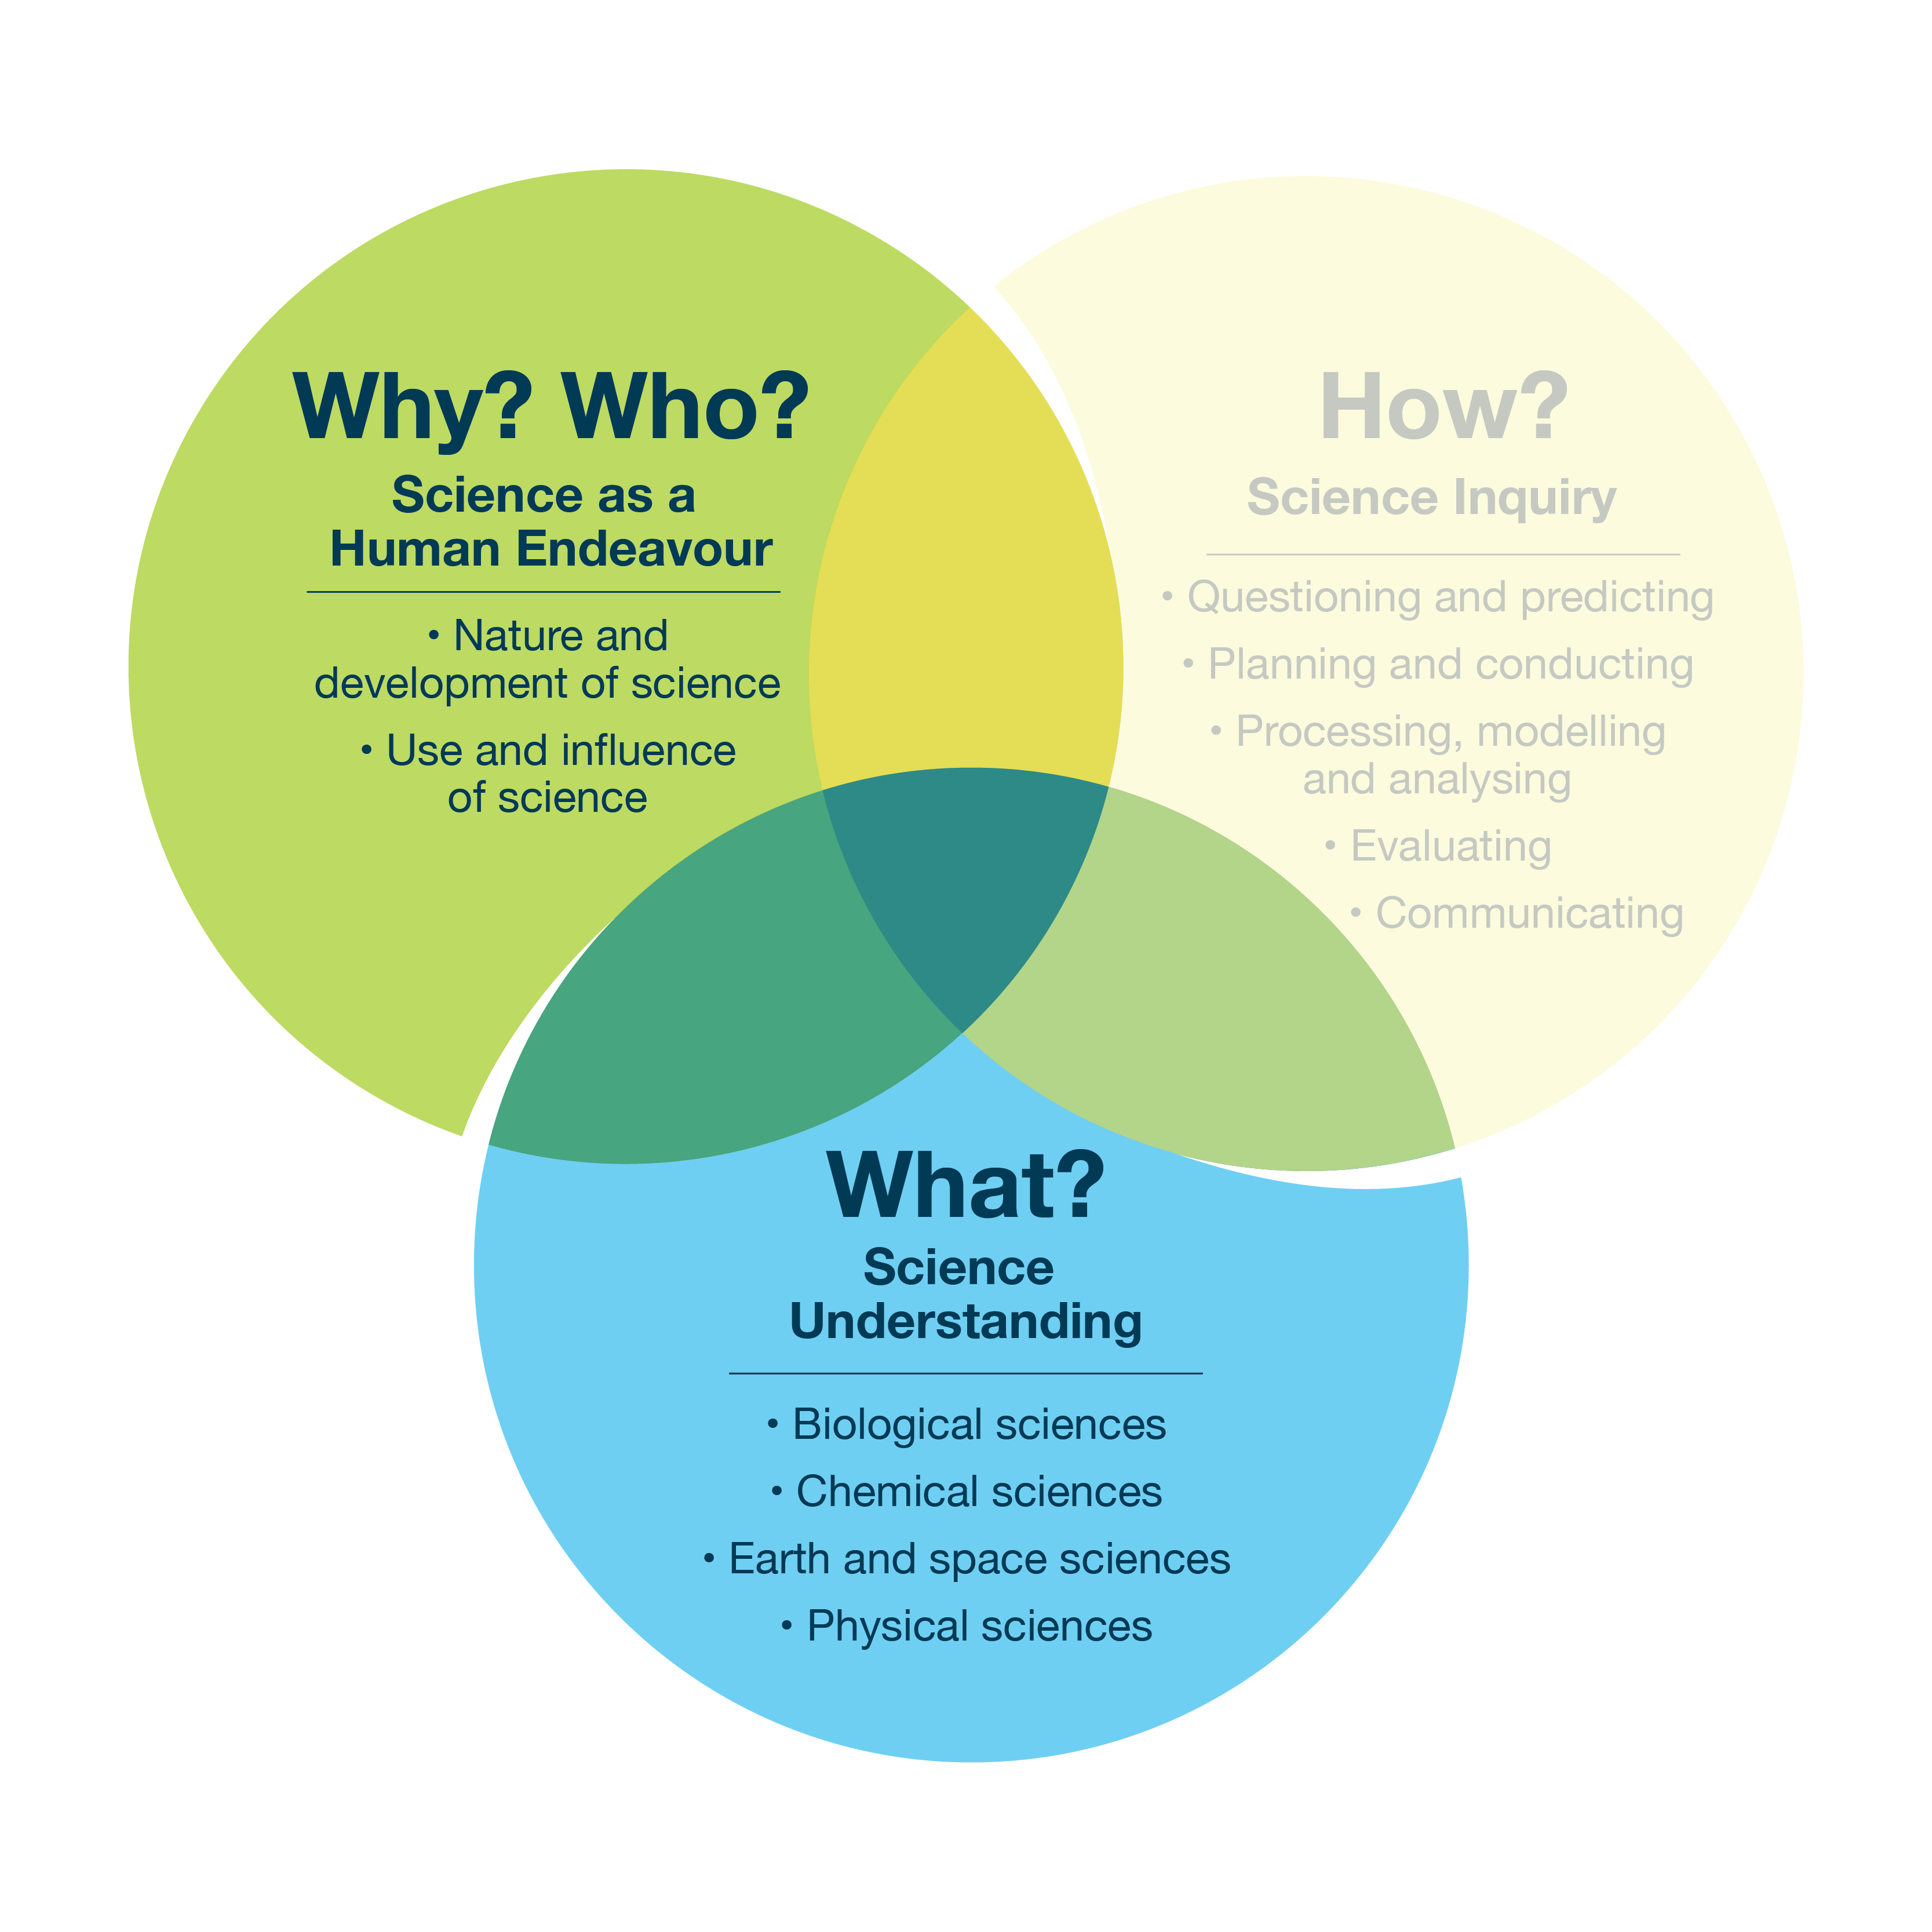 Why? Who?
Science as a
Human Endeavour
• Nature and
development of science
• Use and influence
of science
How?
Science Inquiry
• Questioning and predicting
• Planning and conducting
• Processing, modelling
and analysing
• Evaluating
• Communicating
What?
Science
Understanding
• Biological sciences
• Chemical sciences
• Earth and space sciences
• Physical sciences